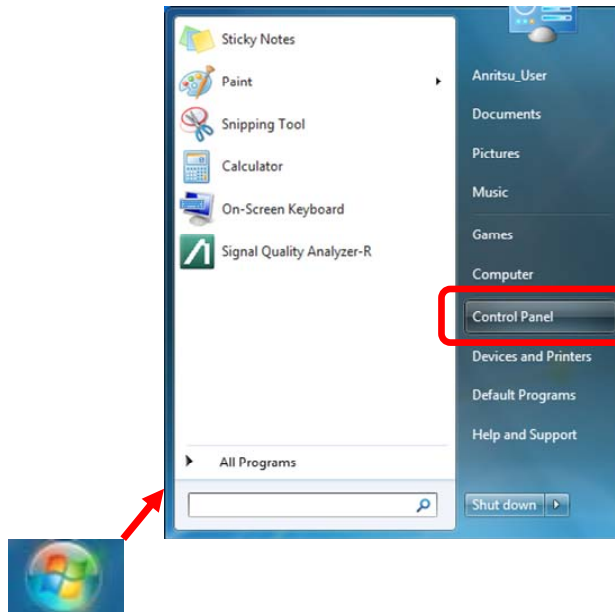 Sticky Notes
Paint
Snipping Tool
Calculator
On-Screen Keyboard
Signal Quality Analyzer-R
All Programs
Anritsu_User
Documents
Pictures
Music
Games
Computer
Control Panel
Devices and Printers
Default Programs
Help and Support
Shut down